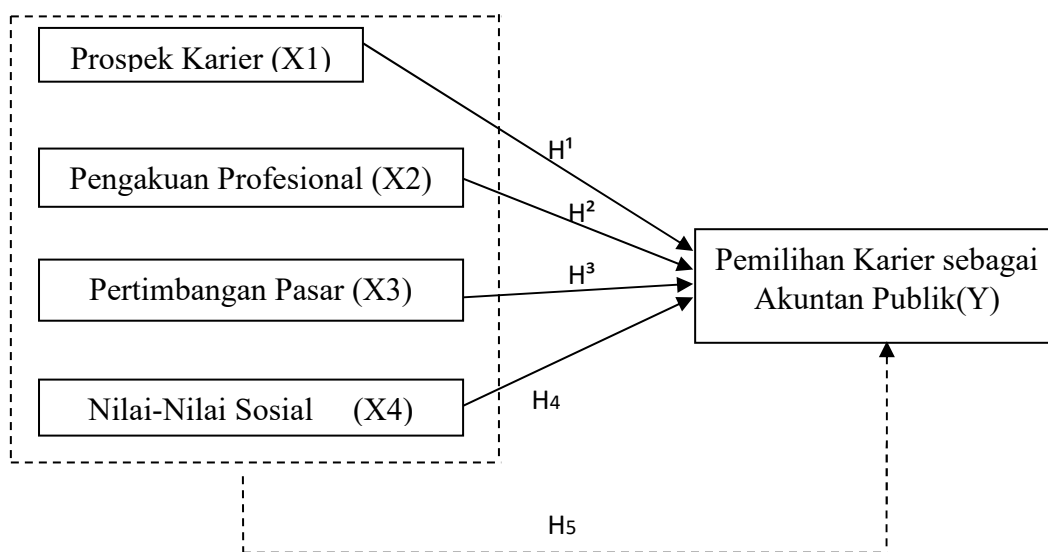 Prospek Karier (X1)
H¹
Pengakuan Profesional (X2)
H²
Pertimbangan Pasar (X3)
H³
Pemilihan Karier sebagai
Akuntan Publik(Y)
Nilai-Nilai Sosial (X4)
H4
H5